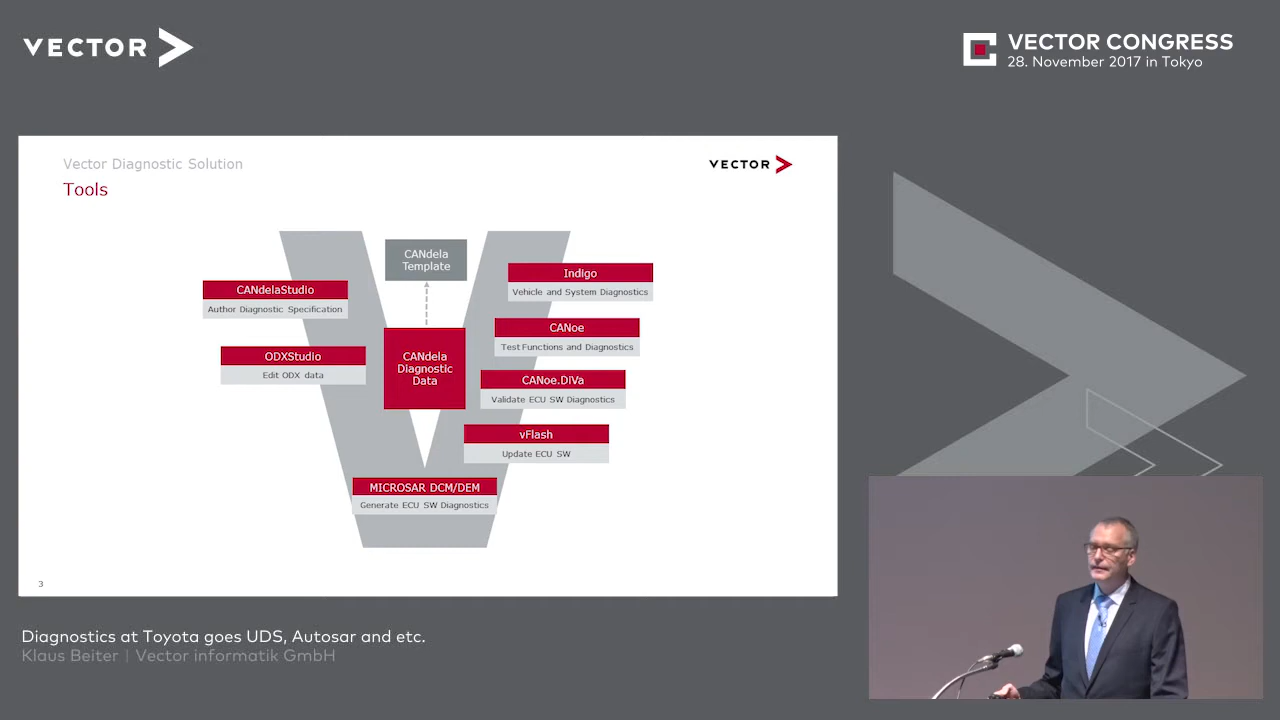 VECTOR
VECTOR CONGRESS
28. November 2017 in Tokyo
Vector Diagnostic Solution
VECTOR
Tools
CANdela
Template
CANdelaStudio
Author Diagnostic Specification
ODXStudio
Edit ODX data
CANdela
Diagnostic
Data
Indigo
Vehicle and System Diagnostics
CANoe
Test Functions and Diagnostics
CANoe.DiVa
Validate ECU SW Diagnostics
vFlash
Update ECU SW
MICROSAR DCM/DEM
Generate ECU SW Diagnostics
3
Diagnostics at Toyota goes UDS, Autosar and etc.
Klaus Beiter | Vector informatik GmbH